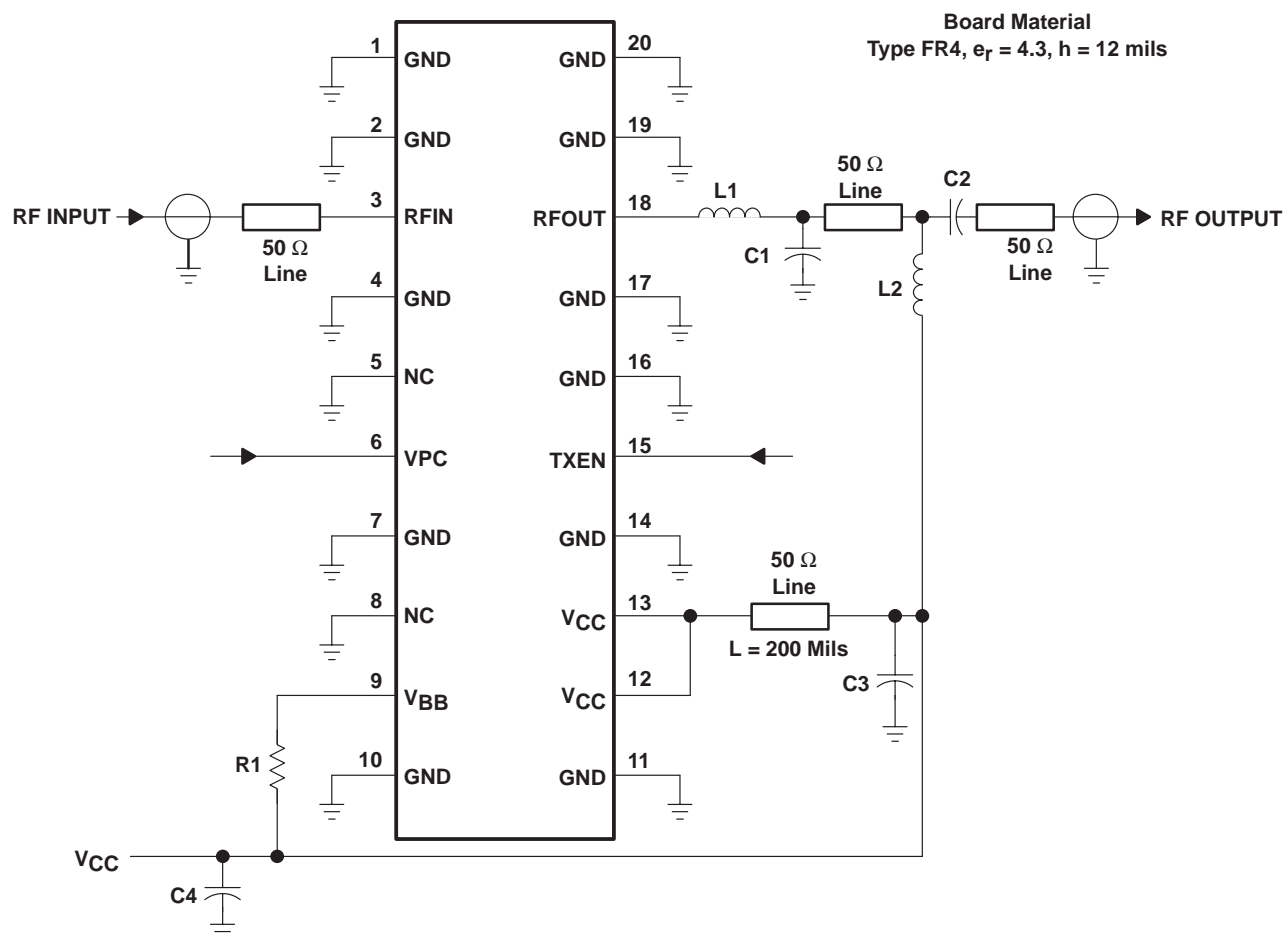 Board Material
Type FR4, er = 4.3, h = 12 mils
1
GND
GND
20
2
GND
GND
19
RF INPUT
50 Ω
Line
3
RFIN
RFOUT
18
L1
C1
50 Ω
Line
C2
50 Ω
Line
RF OUTPUT
L2
4
GND
GND
17
5
NC
GND
16
6
VPC
TXEN
15
7
GND
GND
14
8
NC
VCC
13
50 Ω
Line
L = 200 Mils
C3
9
VBB
VCC
12
R1
10
GND
GND
11
VCC
C4